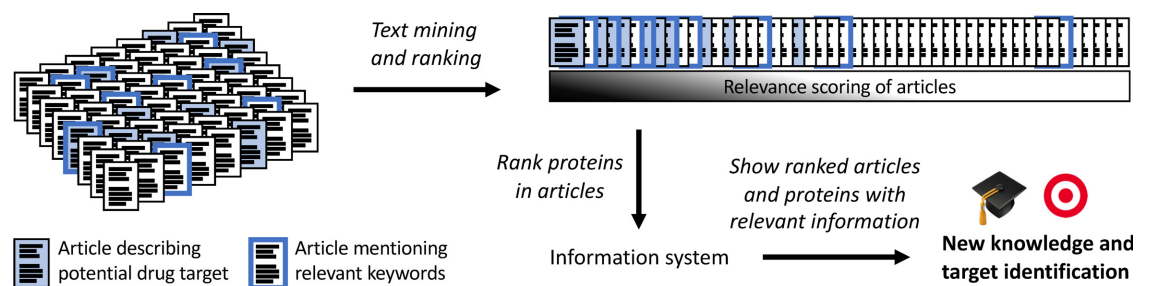 Text mining
and ranking
Relevance scoring of articles
Rank proteins
in articles
Show ranked articles
and proteins with
relevant information
Information system
New knowledge and
target identification
Article describing
potential drug target
Article mentioning
relevant keywords